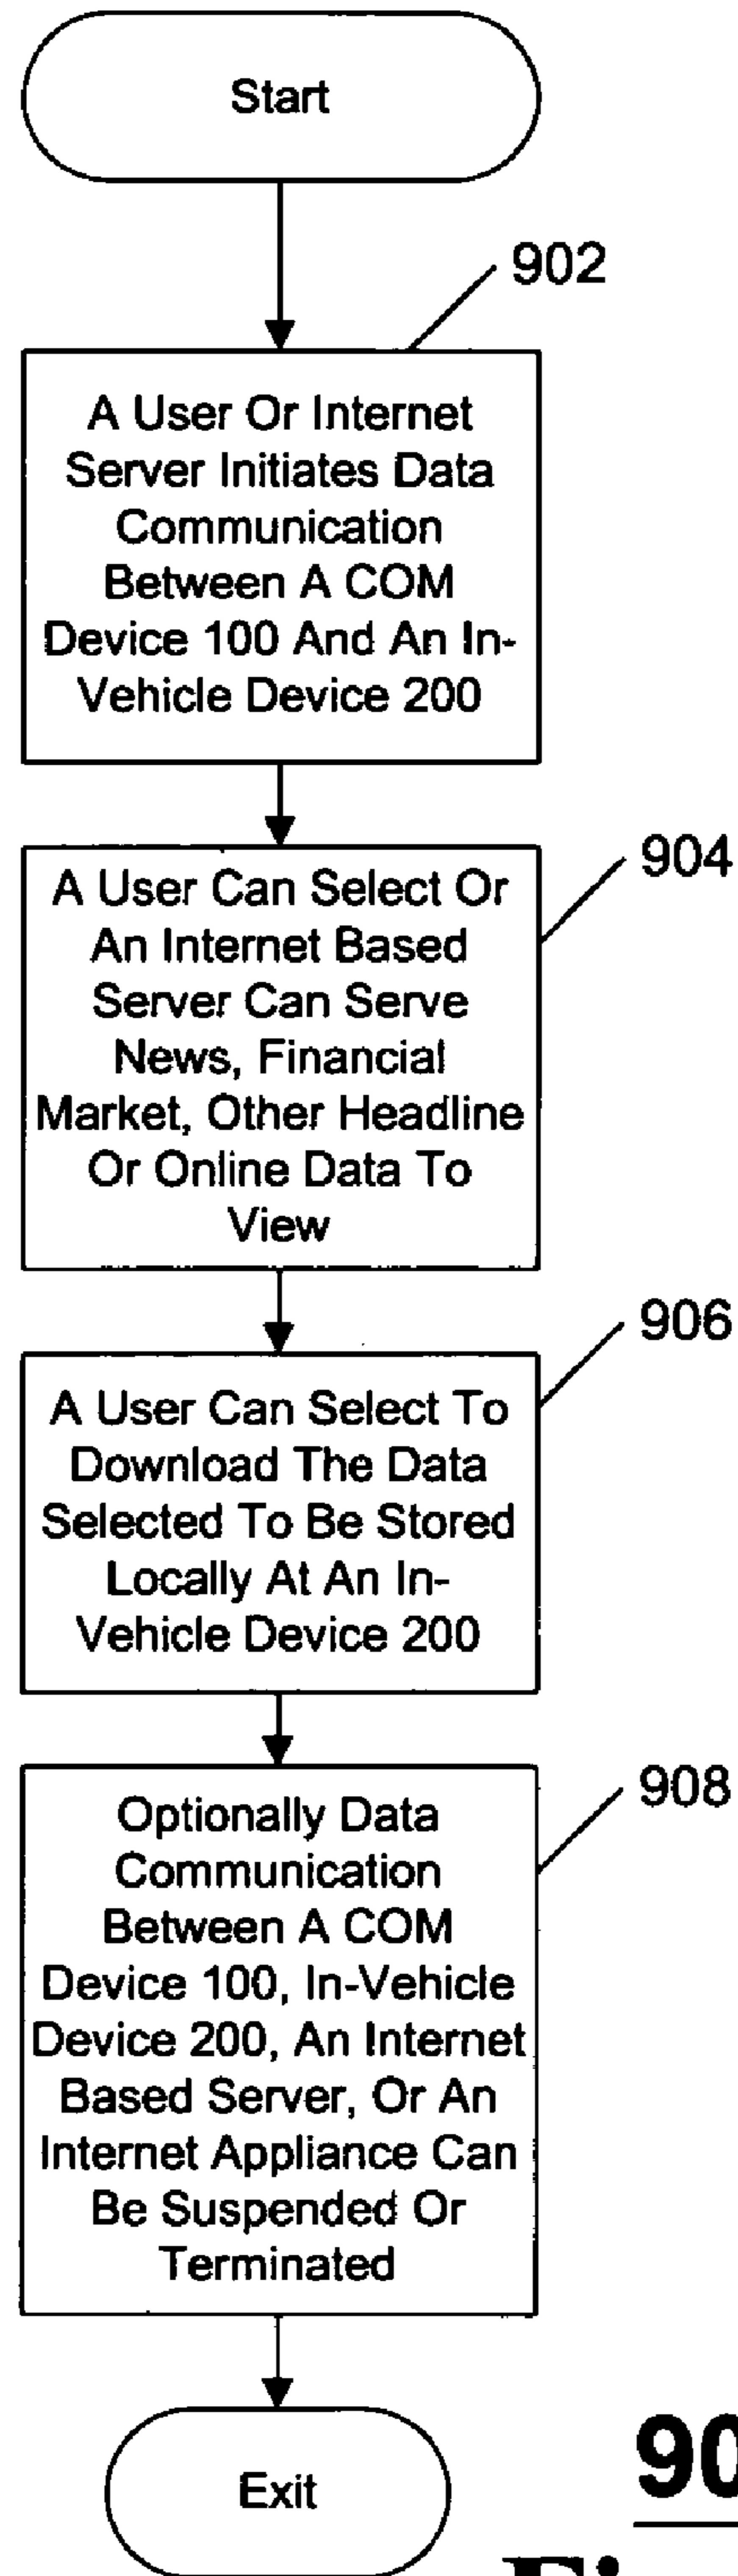 Start
902
A User Or Internet
Server Initiates Data
Communication
Between A COM
Device 100 And An In-
Vehicle Device 200
904
A User Can Select Or
An Internet Based
Server Can Serve
News, Financial
Market, Other Headline
Or Online Data To
View
906
A User Can Select To
Download The Data
Selected To Be Stored
Locally At An In-
Vehicle Device 200
908
Optionally Data
Communication
Between A COM
Device 100, In-Vehicle
Device 200, An Internet
Based Server, Or An
Internet Appliance Can
Be Suspended Or
Terminated
Exit